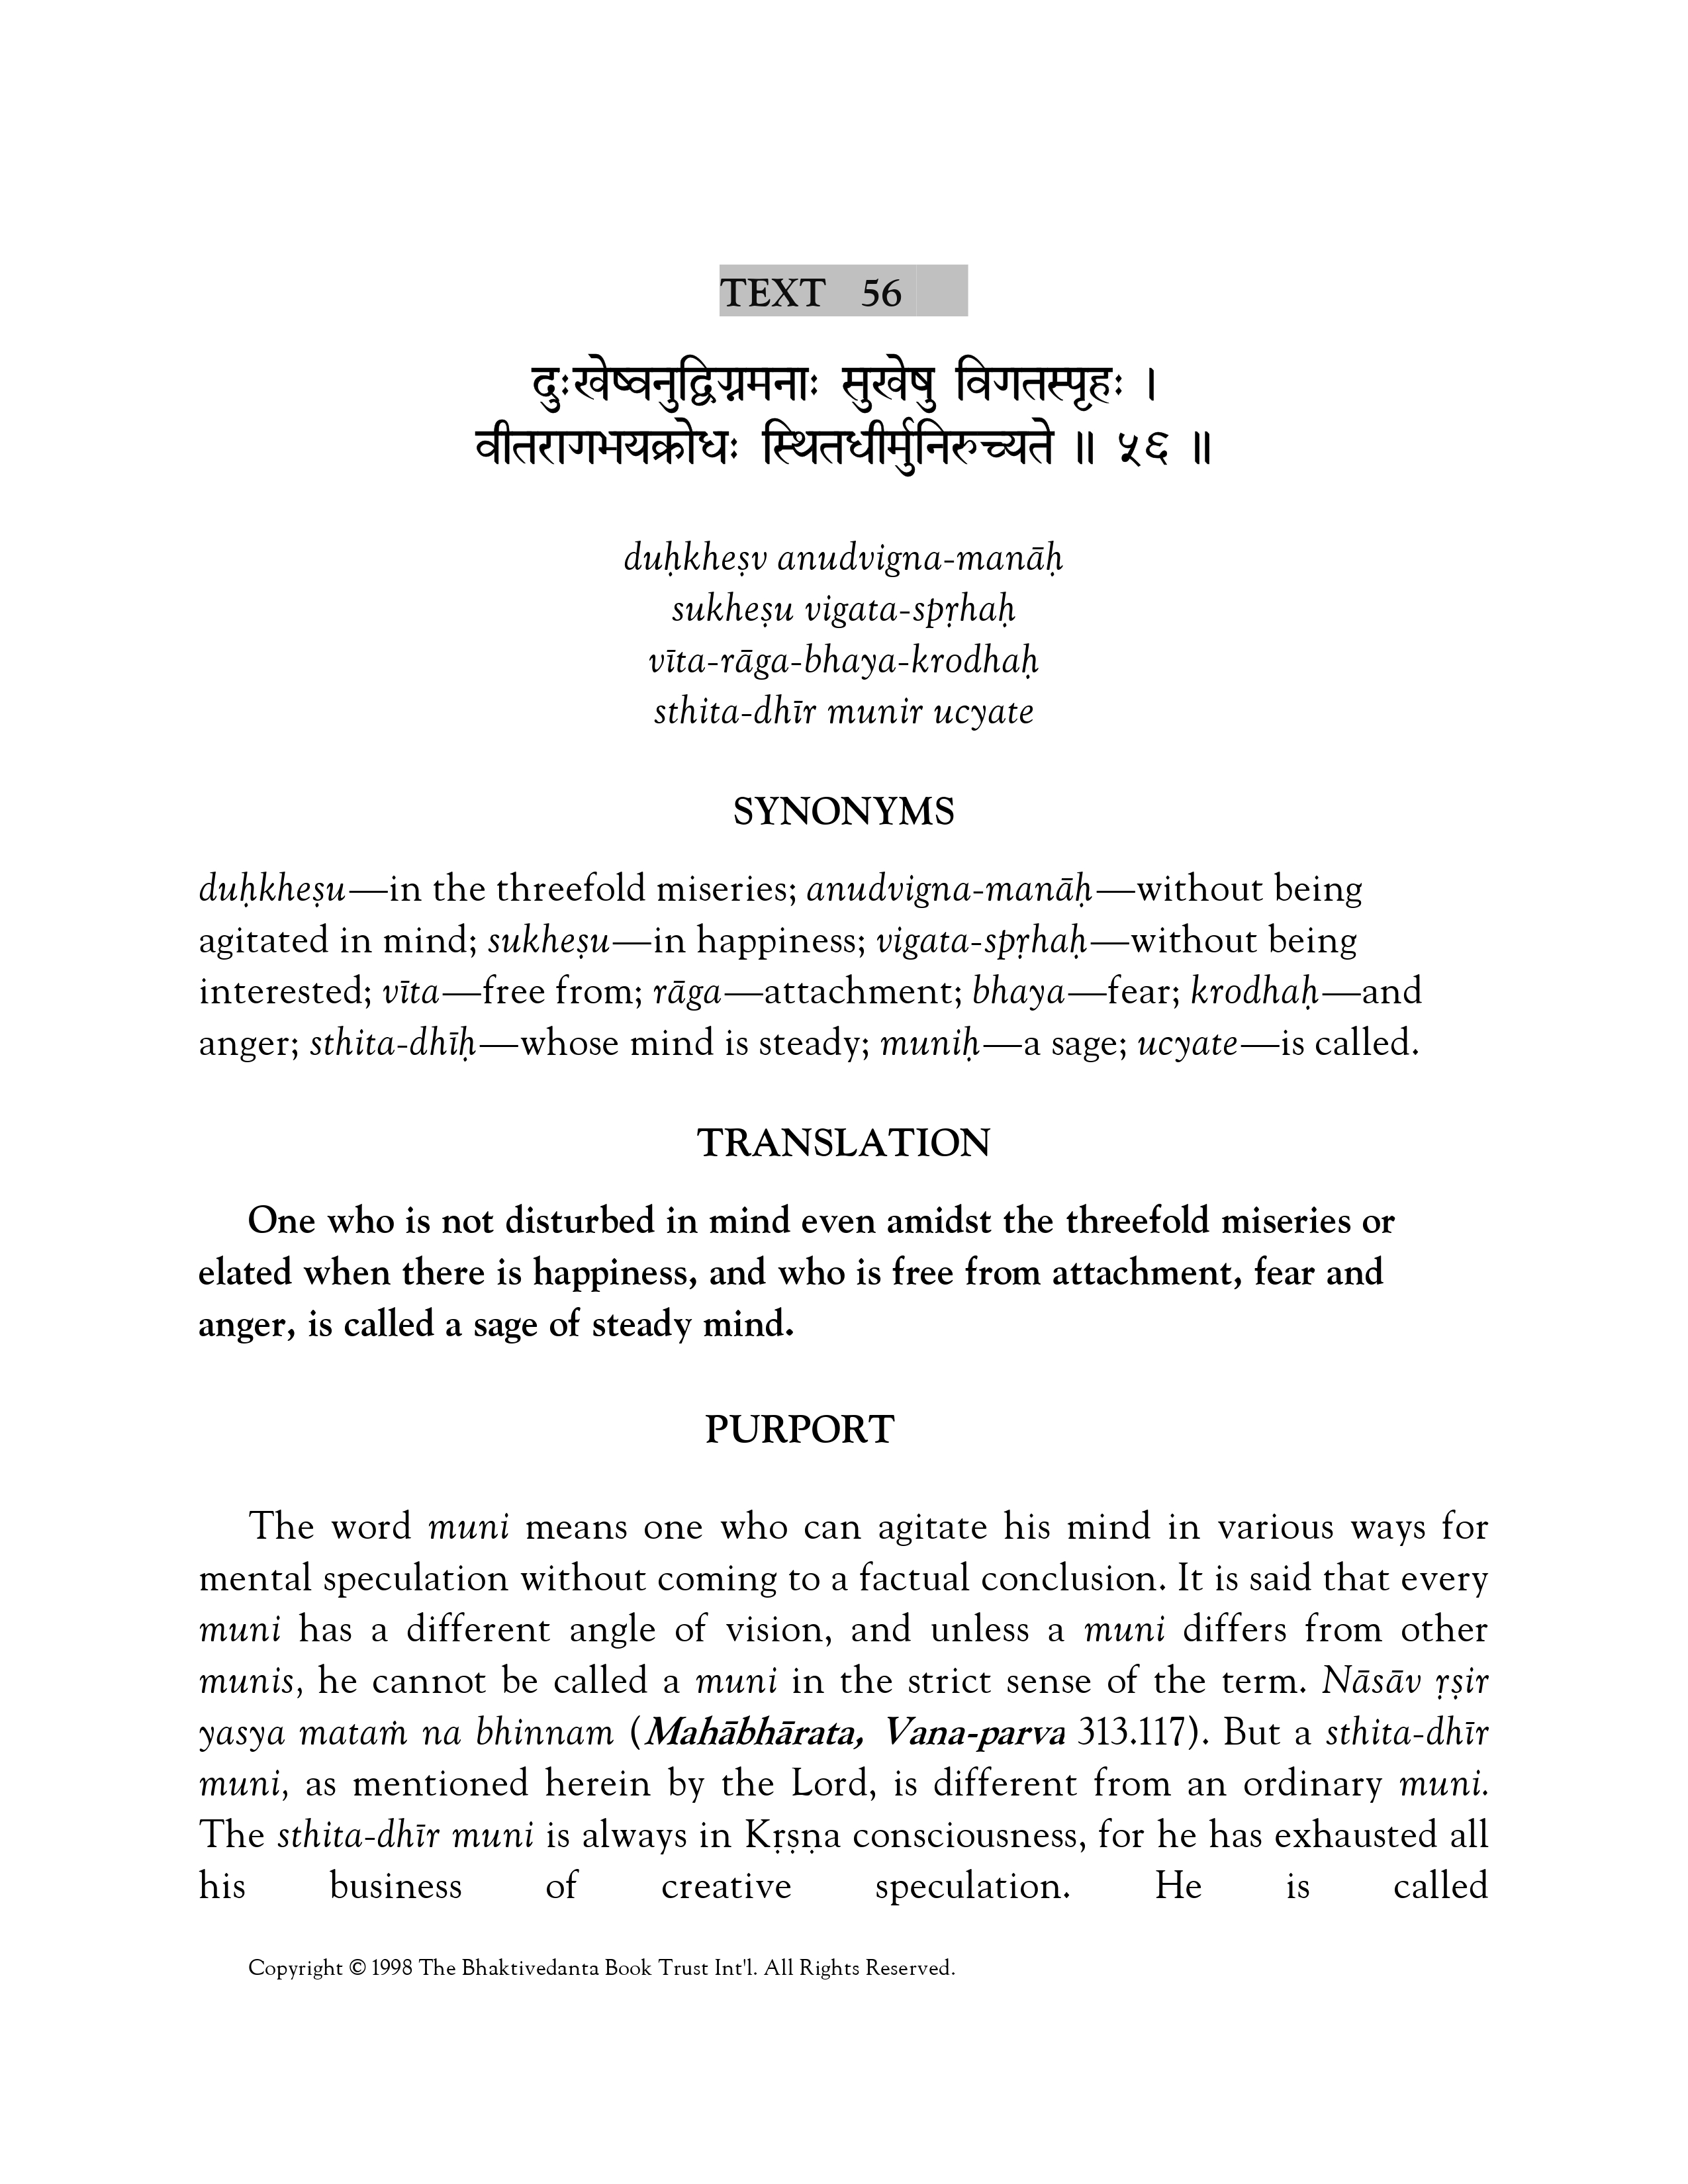 TEXT 56
दुःखेष्वनुद्विग्नमनाः सुखेषु विगतस्पृहः ।
वीतरागभयक्रोधः स्थितधीर्मुनिरुच्यते ॥ ५६ ॥
duḥkheṣv anudvigna-manāḥ
sukheṣu vigata-spṛhaḥ
vīta-rāga-bhaya-krodhaḥ
sthita-dhīr munir ucyate
SYNONYMS
duḥkheṣu—in the threefold miseries; anudvigna-manāḥ—without being
agitated in mind; sukheṣu—in happiness; vigata-spṛhaḥ—without being
interested; vīta—free from; rāga—attachment; bhaya—fear; krodhaḥ—and
anger; sthita-dhīḥ—whose mind is steady; muniḥ—a sage; ucyate—is called.
TRANSLATION
One who is not disturbed in mind even amidst the threefold miseries or
elated when there is happiness, and who is free from attachment, fear and
anger, is called a sage of steady mind.
PURPORT
The word muni means one who can agitate his mind in various ways for
mental speculation without coming to a factual conclusion. It is said that every
muni has a different angle of vision, and unless a muni differs from other
munis, he cannot be called a muni in the strict sense of the term. Nāsāv ṛṣir
yasya mataṁ na bhinnam (Mahābhārata, Vana-parva 313.117). But a sthita-dhīr
muni, as mentioned herein by the Lord, is different from an ordinary muni.
The sthita-dhīr muni is always in Kṛṣṇa consciousness, for he has exhausted all
his business of creative speculation. He is called
Copyright © 1998 The Bhaktivedanta Book Trust Int'l. All Rights Reserved.